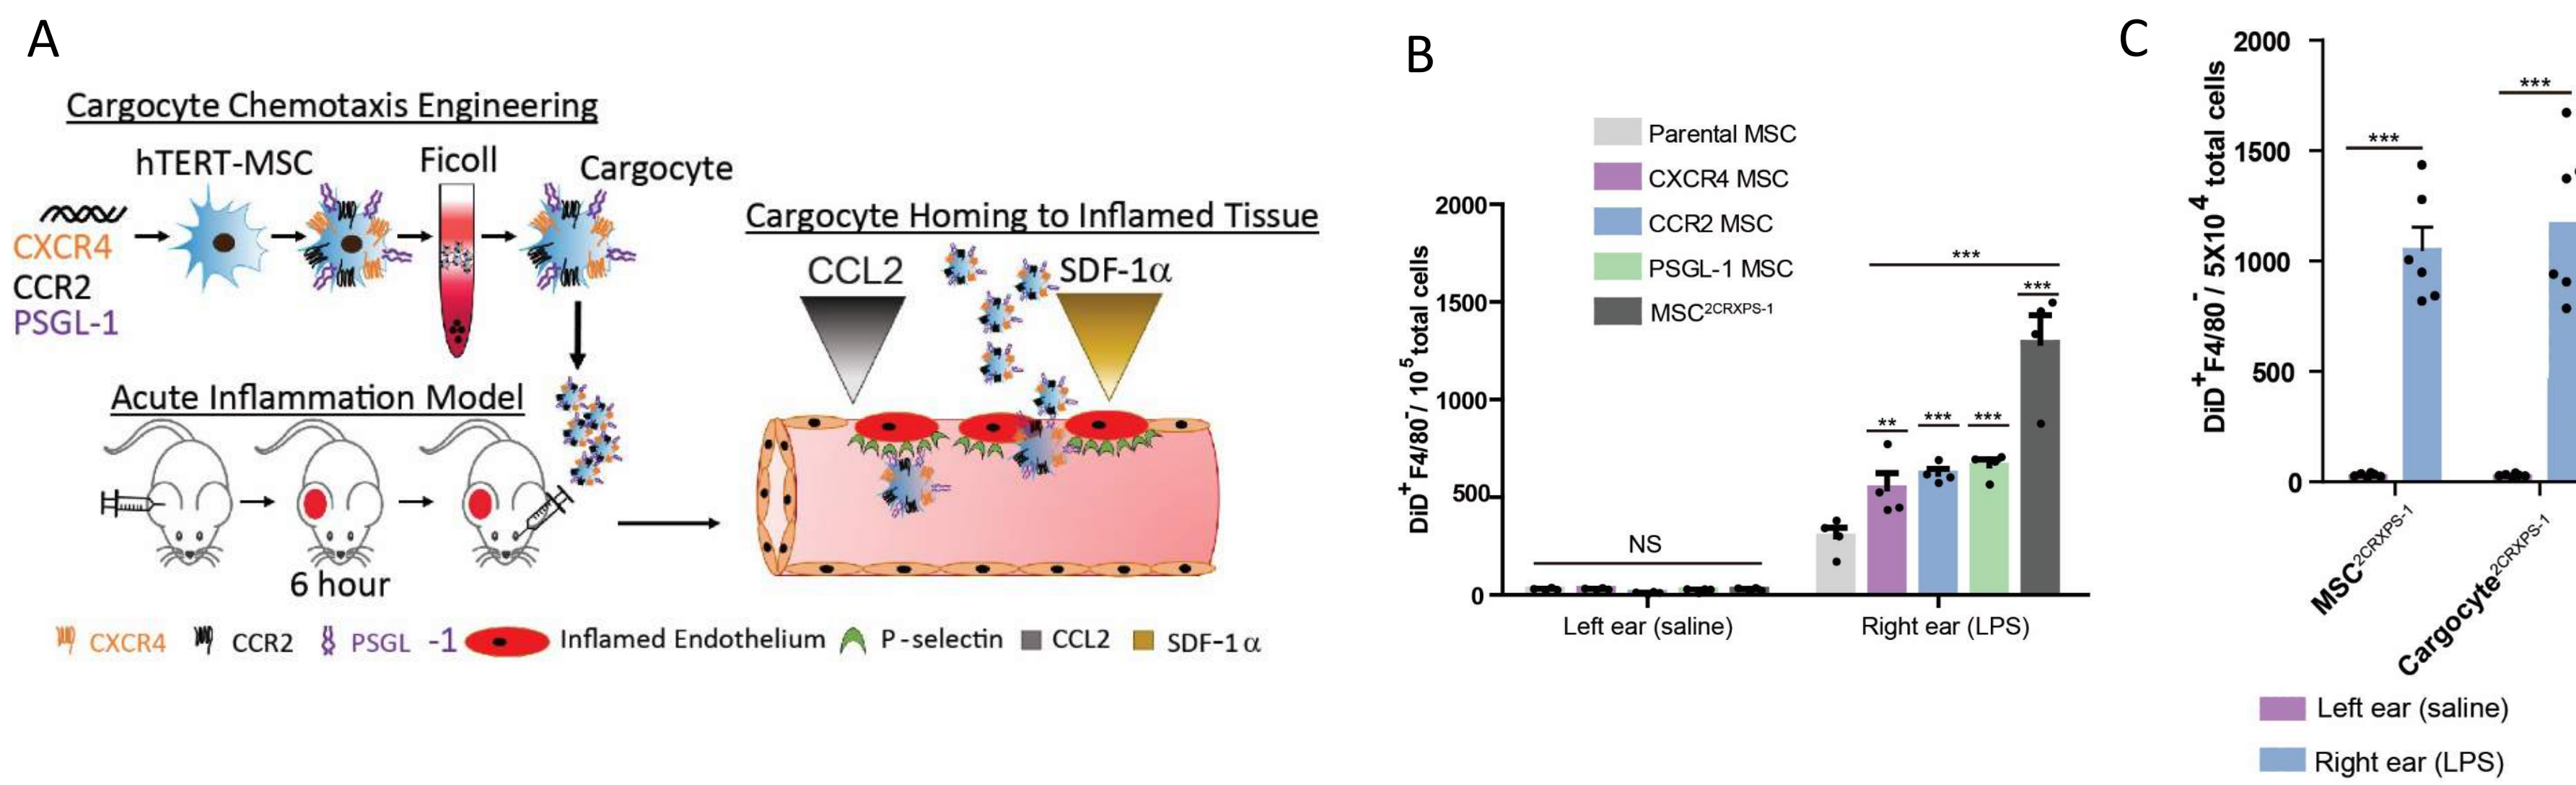 A
Cargocyte Chemotaxis Engineering
hTERT-MSC
Ficoll
Cargocyte
CXCR4
CCR2
PSGL-1
Cargocyte Homing to Inflamed Tissue
CCL2
SDF-1α
Acute Inflammation Model
6 hour
CXCR4
CCR2
PSGL -1
Inflamed Endothelium
P-selectin
CCL2
SDF-1α
B
Parental MSC
CXCR4 MSC
CCR2 MSC
PSGL-1 MSC
MSC2CRXPS-1
DiD+F4/80-/ 10 5 total cells
2000
1500
1000
500
0
NS
**
***
***
***
***
Left ear (saline)
Right ear (LPS)
C
DiD+F4/80-/ 5X10 4 total cells
2000
1500
1000
500
0
***
***
MSC2CRXPS-1
Cargocyte2CRXPS-1
Left ear (saline)
Right ear (LPS)